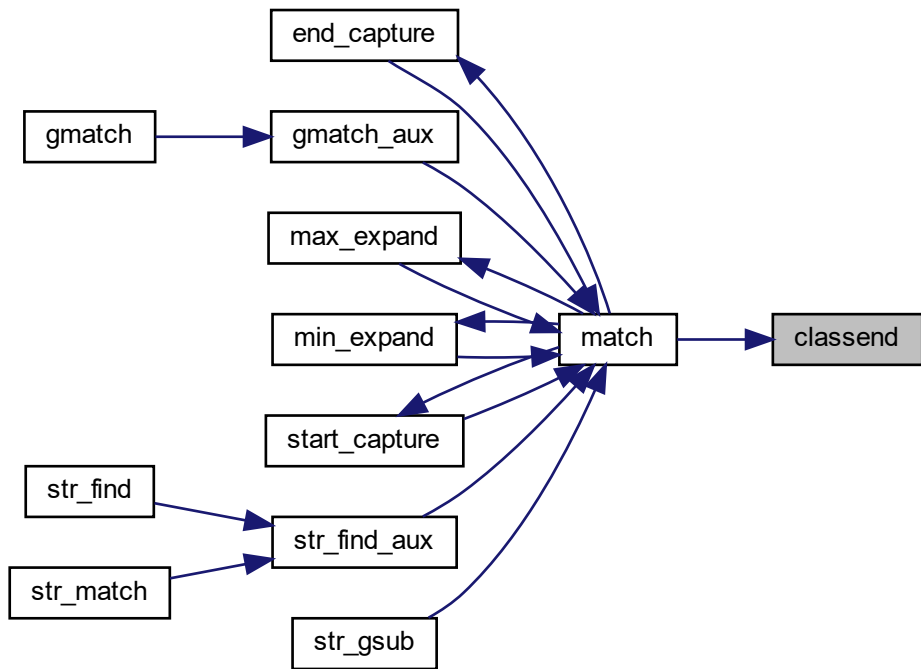 end_capture
gmatch
gmatch_aux
max_expand
min_expand
match
classend
start_capture
str_find
str_find_aux
str_match
str_gsub